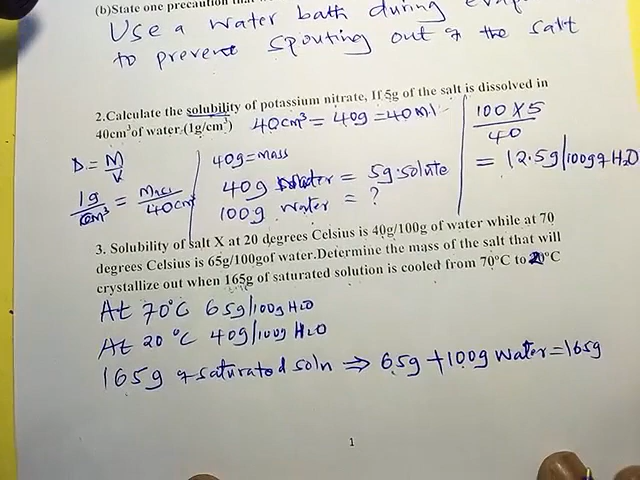 (b)State one precaution that
Use a water bath during
to prevent spouting out of the salt
2.Calculate the solubility of potassium nitrate, If 5g of the salt is dissolved in
40cm³of water.(1g/cm³) 40cm³ = 40g = 40ml
D = M/V
1g/cm³ = Mass/40cm³
40g = mass
40g water = 5g solute
100g water = ?
100 x 5
40
= 12.5g/100g of H₂O
3. Solubility of salt X at 20 degrees Celsius is 40g/100g of water while at 70
degrees Celsius is 65g/100gof water.Determine the mass of the salt that will
crystallize out when 165g of saturated solution is cooled from 70°C to 20°C
At 70°C 65g/100g H₂O
At 20°C 40g/100g H₂O
165g of saturated soln ⇒ 65g + 100g water = 165g
1